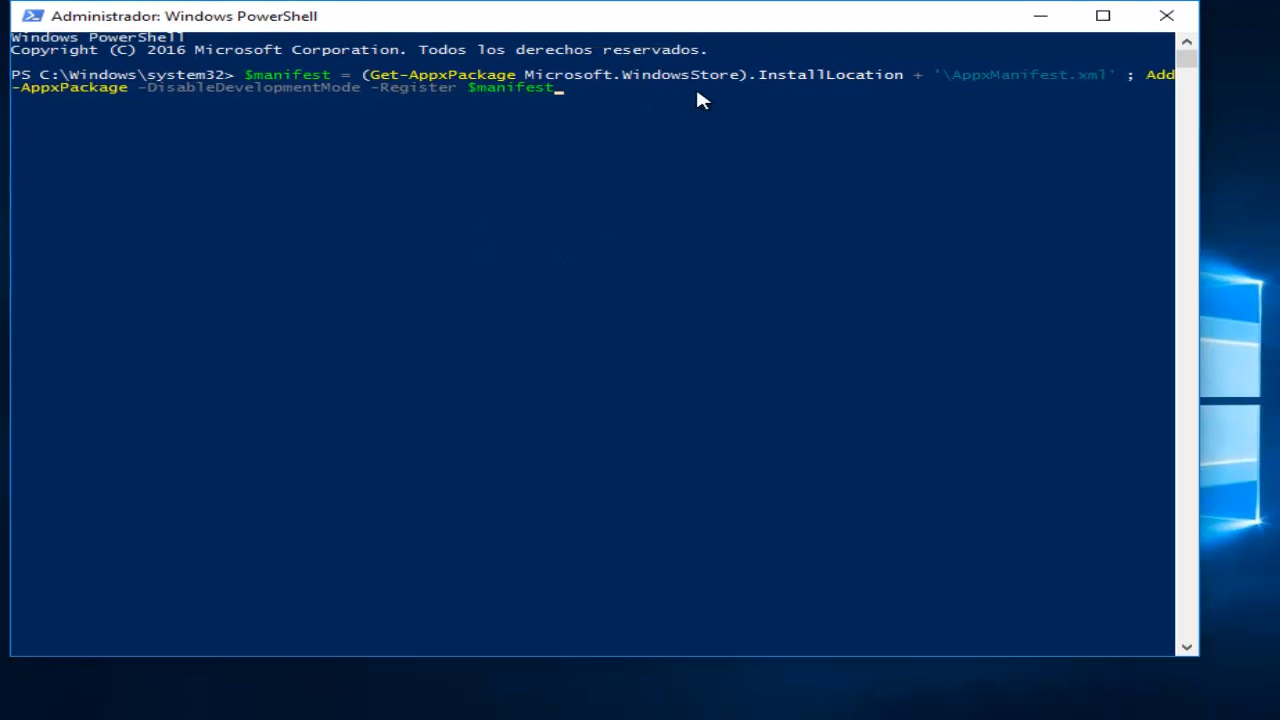 Administrador: Windows PowerShell
Windows PowerShell
Copyright (C) 2016 Microsoft Corporation. Todos los derechos reservados.
PS C:\Windows\system32> $manifest = (Get-AppxPackage Microsoft.WindowsStore).InstallLocation + '\AppxManifest.xml' ; Add
-AppxPackage -DisableDevelopmentMode -Register $manifest